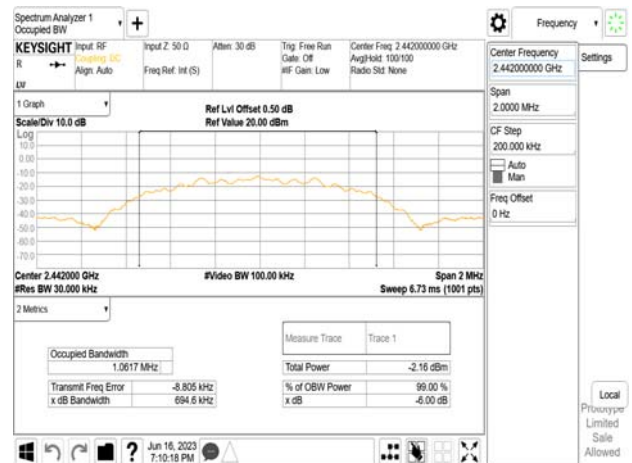 Spectrum Analyzer 1
Occupied BW
Frequency
KEYSIGHT
Input: RF
Coupling: DC
Align: Auto
Input Z: 50 Ω
Freq Ref: Int (S)
Atten: 30 dB
Trig: Free Run
Gate: Off
#IF Gain: Low
Center Freq: 2.442000000 GHz
Avg|Hold: 100/100
Radio Std: None
R
Center Frequency
2.442000000 GHz
Settings
Span
2.0000 MHz
CF Step
200.000 kHz
Auto
Man
Freq Offset
0 Hz
1 Graph
Scale/Div 10.0 dB
Ref Lvl Offset 0.50 dB
Ref Value 20.00 dBm
Log
10.0
0.00
-10.0
-20.0
-30.0
-40.0
-50.0
-60.0
-70.0
Center 2.442000 GHz
#Res BW 30.000 kHz
#Video BW 100.00 kHz
Span 2 MHz
Sweep 6.73 ms (1001 pts)
2 Metrics
Measure Trace
Trace 1
Occupied Bandwidth
1.0617 MHz
Total Power
-2.16 dBm
Transmit Freq Error
-8.805 kHz
% of OBW Power
99.00 %
x dB Bandwidth
694.6 kHz
x dB
-6.00 dB
Local
Prototype
Limited
Sale
Allowed
?
Jun 16, 2023
7:10:18 PM